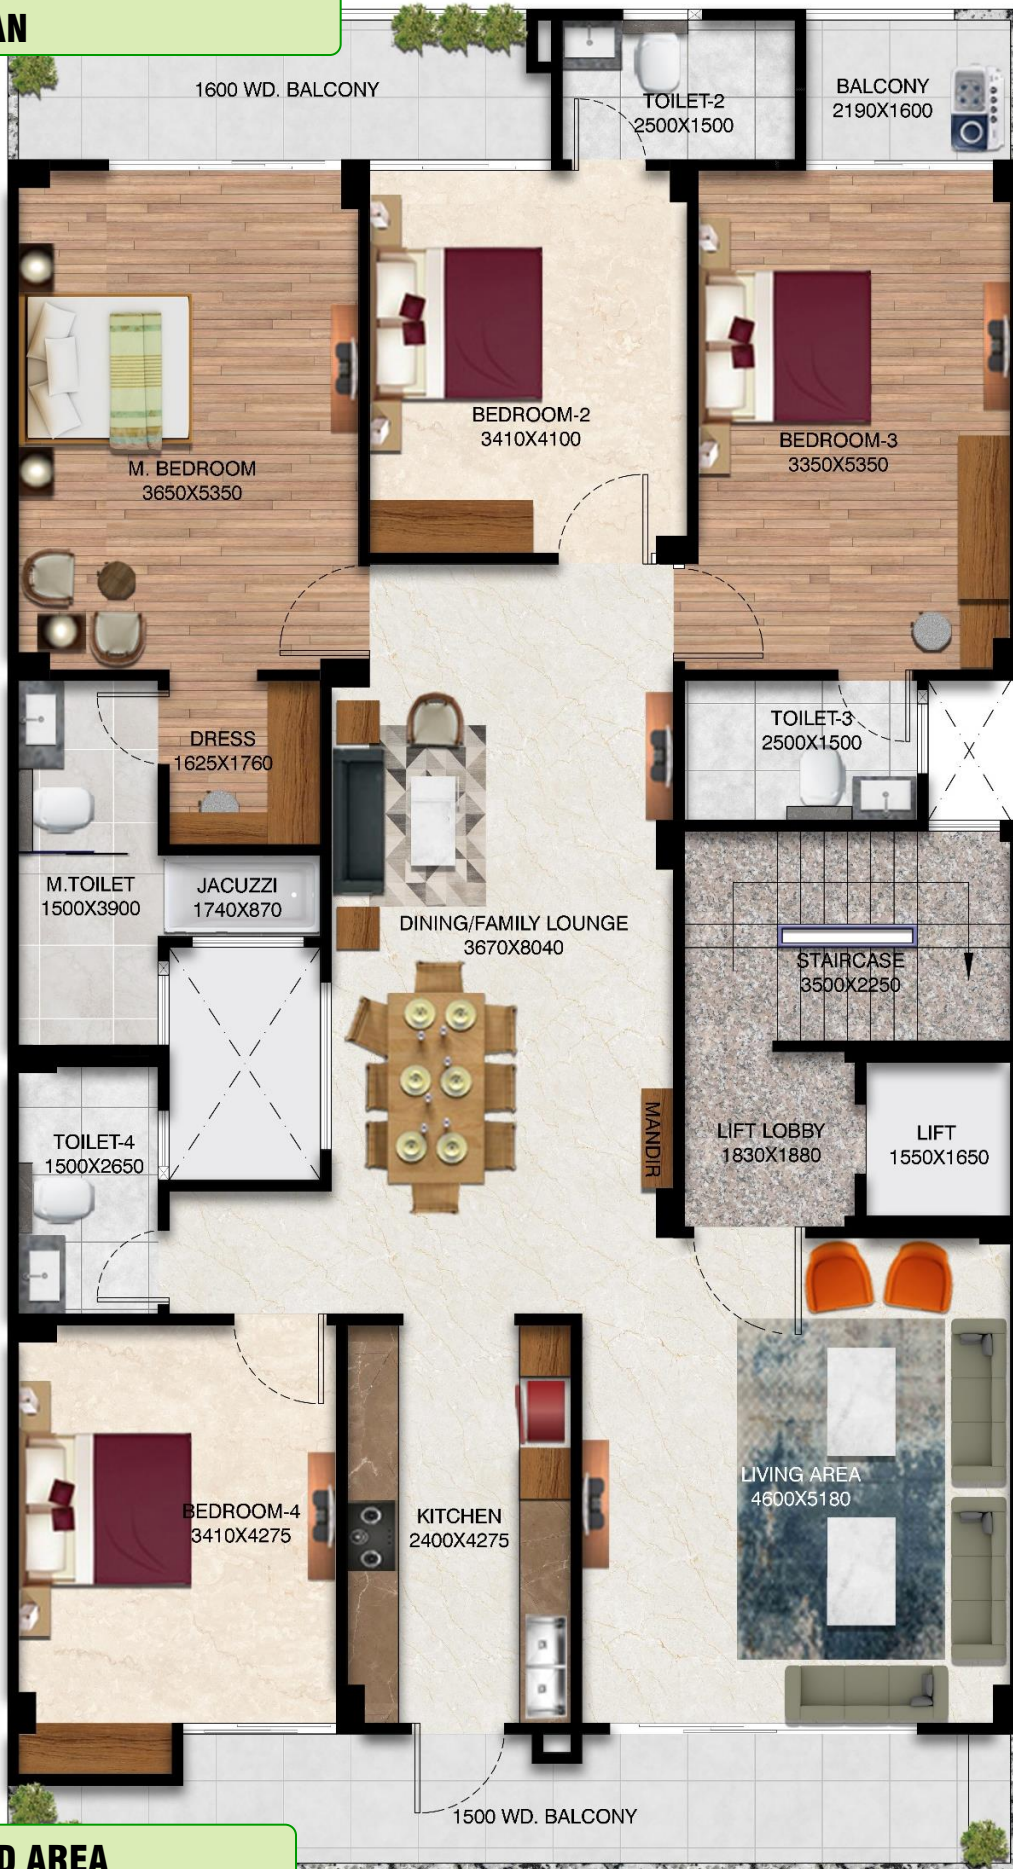 AN
1600 WD. BALCONY
TOILET-2
2500X1500
BALCONY
2190X1600
BEDROOM-2
3410X4100
BEDROOM-3
3350X5350
M. BEDROOM
3650X5350
DRESS
1625X1760
TOILET-3
2500X1500
M.TOILET
1500X3900
JACUZZI
1740X870
DINING/FAMILY LOUNGE
3670X8040
STAIRCASE
3500X2250
MANDIR
LIFT LOBBY
1830X1880
LIFT
1550X1650
TOILET-4
1500X2650
LIVING AREA
4600X5180
BEDROOM-4
3410X4275
KITCHEN
2400X4275
1500 WD. BALCONY
D AREA